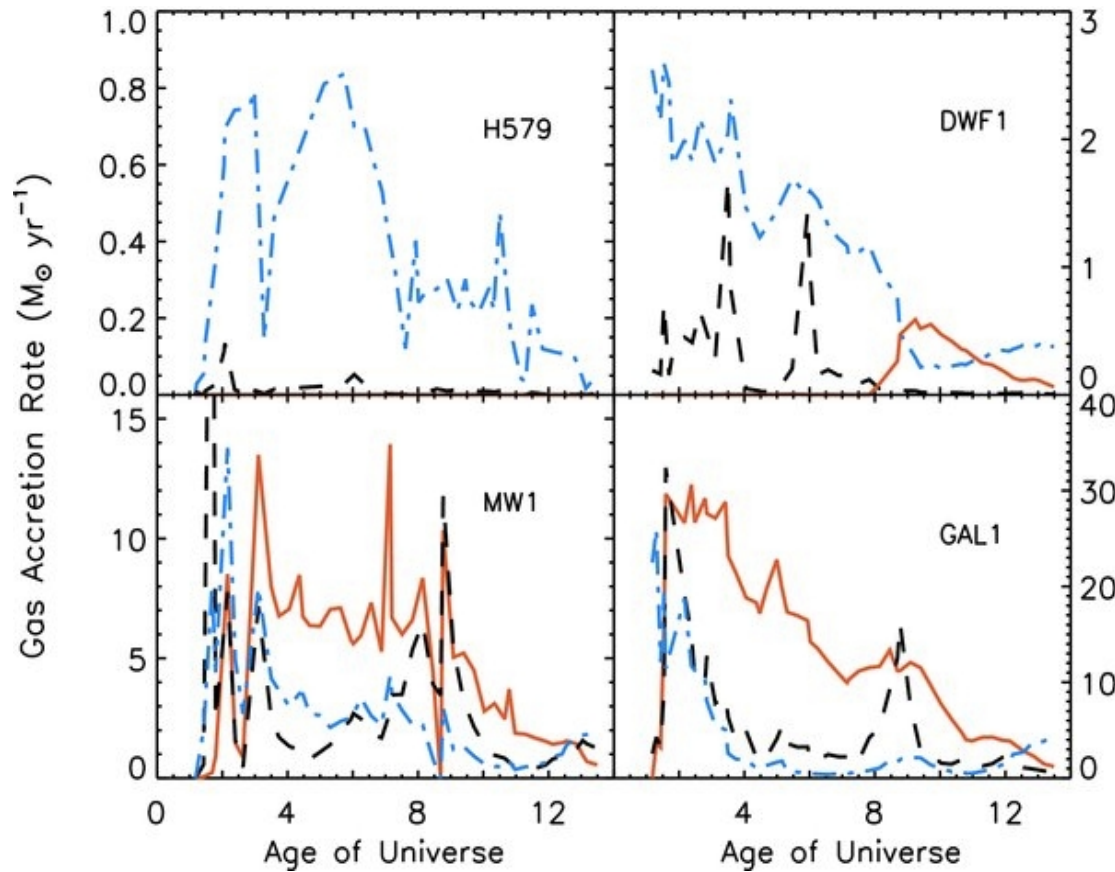 Gas Accretion Rate (M⊙ yr⁻¹)
1.0
0.8
0.6
0.4
0.2
0.0
H579
3
2
1
0
DWF1
15
10
5
0
MW1
40
30
20
10
0
GAL1
0 4 8 12
4 8 12
Age of Universe
Age of Universe